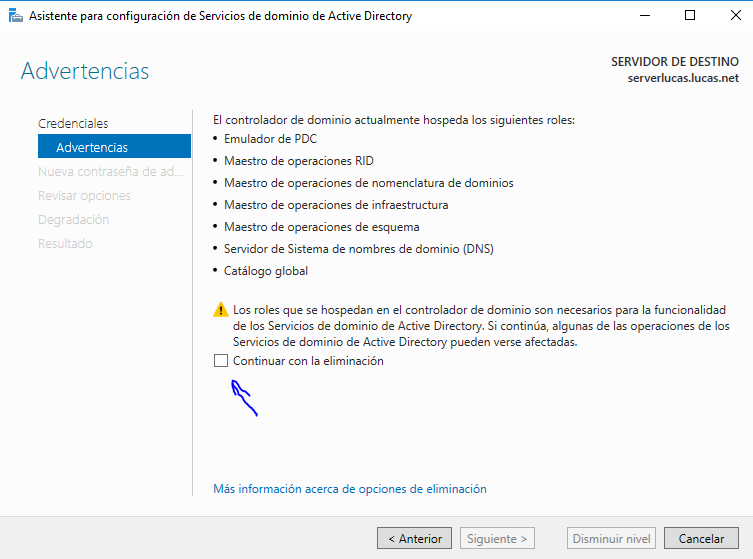 Asistente para configuración de Servicios de dominio de Active Directory
Advertencias
SERVIDOR DE DESTINO
serverlucas.lucas.net
Credenciales
Advertencias
Nueva contraseña de ad...
Revisar opciones
Degradación
Resultado
El controlador de dominio actualmente hospeda los siguientes roles:
• Emulador de PDC
• Maestro de operaciones RID
• Maestro de operaciones de nomenclatura de dominios
• Maestro de operaciones de infraestructura
• Maestro de operaciones de esquema
• Servidor de Sistema de nombres de dominio (DNS)
• Catálogo global
Los roles que se hospedan en el controlador de dominio son necesarios para la funcionalidad
de los Servicios de dominio de Active Directory. Si continúa, algunas de las operaciones de los
Servicios de dominio de Active Directory pueden verse afectadas.
Continuar con la eliminación
Más información acerca de opciones de eliminación
< Anterior
Siguiente >
Disminuir nivel
Cancelar